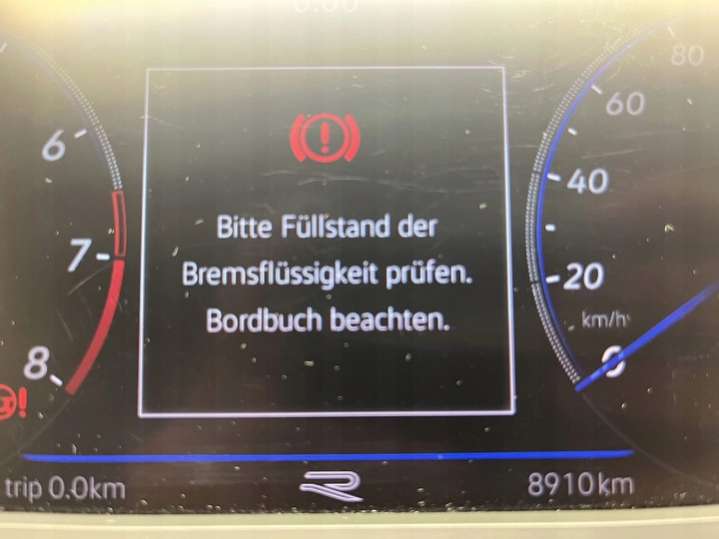 6
7
8
Bitte Füllstand der
Bremsflüssigkeit prüfen.
Bordbuch beachten.
80
60
40
20
km/h
0
trip 0.0km
R
8910km